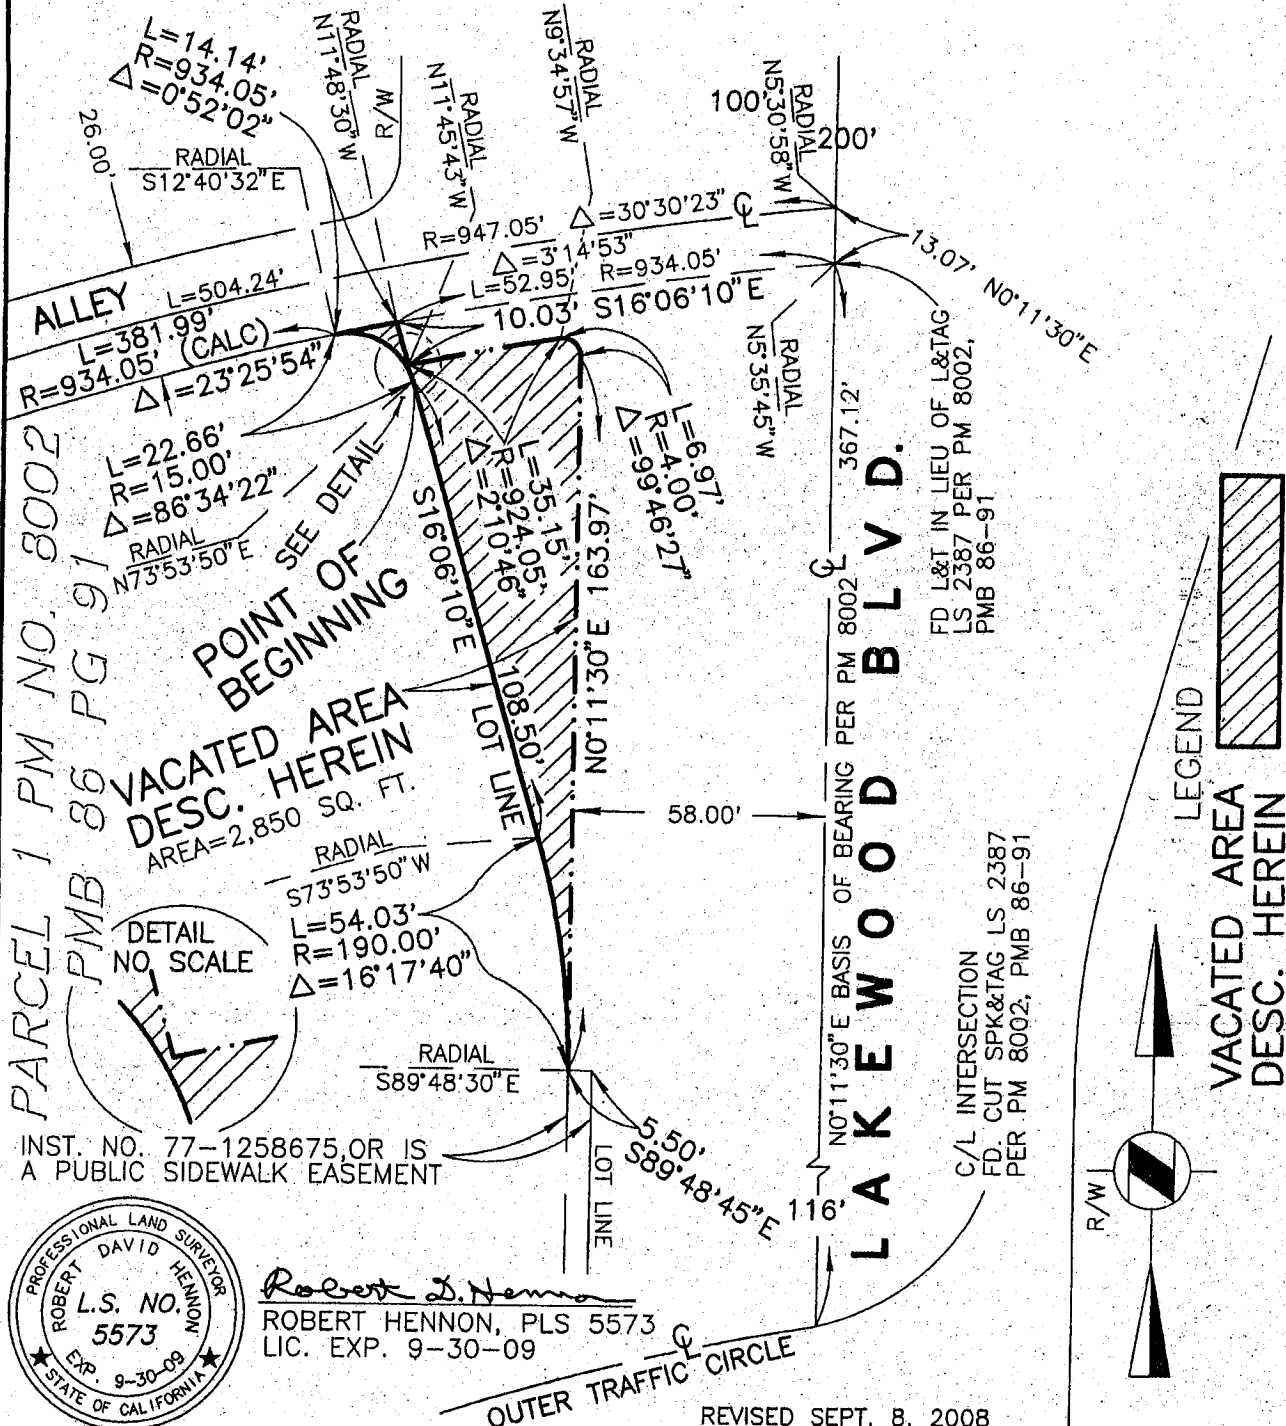 L=14.14'
R=934.05'
Δ=0°52'02"
RADIAL
N11°48'30"W
R/W
RADIAL
N11°45'43"W
RADIAL
N9°34'57"W
100'
RADIAL
N5°30'58"W
200'
26.00'
RADIAL
S12°40'32"E
R=947.05'
Δ=30°30'23" ℄
Δ=3°14'53"
L=52.95' R=934.05'
10.03' S16°06'10"E
13.07' N0°11'30"E
ALLEY
L=504.24'
L=381.99'
R=934.05' (CALC)
Δ=23°25'54"
L=22.66'
R=15.00'
Δ=86°34'22"
RADIAL
N73°53'50"E
SEE DETAIL
POINT OF
BEGINNING
L=35.15'
R=924.05'
Δ=2°10'46"
L=6.97'
R=4.00'
Δ=99°46'27"
RADIAL
N5°35'45"W
367.12'
FD L&T IN LIEU OF L&TAG
LS 2387 PER PM 8002,
PMB 86-91
S16°06'10"E
108.50'
LOT LINE
N0°11'30"E 163.97'
PARCEL 1 PM NO. 8002
PMB 86 PG 91
VACATED AREA
DESC. HEREIN
AREA=2,850 SQ. FT.
RADIAL
S73°53'50"W
58.00'
N0°11'30"E BASIS OF BEARING PER PM 8002 ℄
LAKEWOOD BLVD.
L=54.03'
R=190.00'
Δ=16°17'40"
DETAIL
NO SCALE
RADIAL
S89°48'30"E
5.50'
S89°48'45"E
LOT LINE
116'
C/L INTERSECTION
FD. CUT SPK&TAG LS 2387
PER PM 8002, PMB 86-91
LEGEND
VACATED AREA
DESC. HEREIN
R/W
INST. NO. 77-1258675,OR IS
A PUBLIC SIDEWALK EASEMENT
PROFESSIONAL LAND SURVEYOR
ROBERT DAVID HENNON
L.S. NO.
5573
EXP. 9-30-09
STATE OF CALIFORNIA
Robert D. Hennon
ROBERT HENNON, PLS 5573
LIC. EXP. 9-30-09
℄
OUTER TRAFFIC CIRCLE
REVISED SEPT. 8, 2008